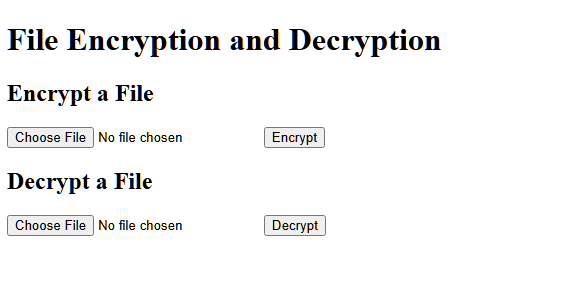 File Encryption and Decryption
Encrypt a File
Choose File No file chosen Encrypt
Decrypt a File
Choose File No file chosen Decrypt